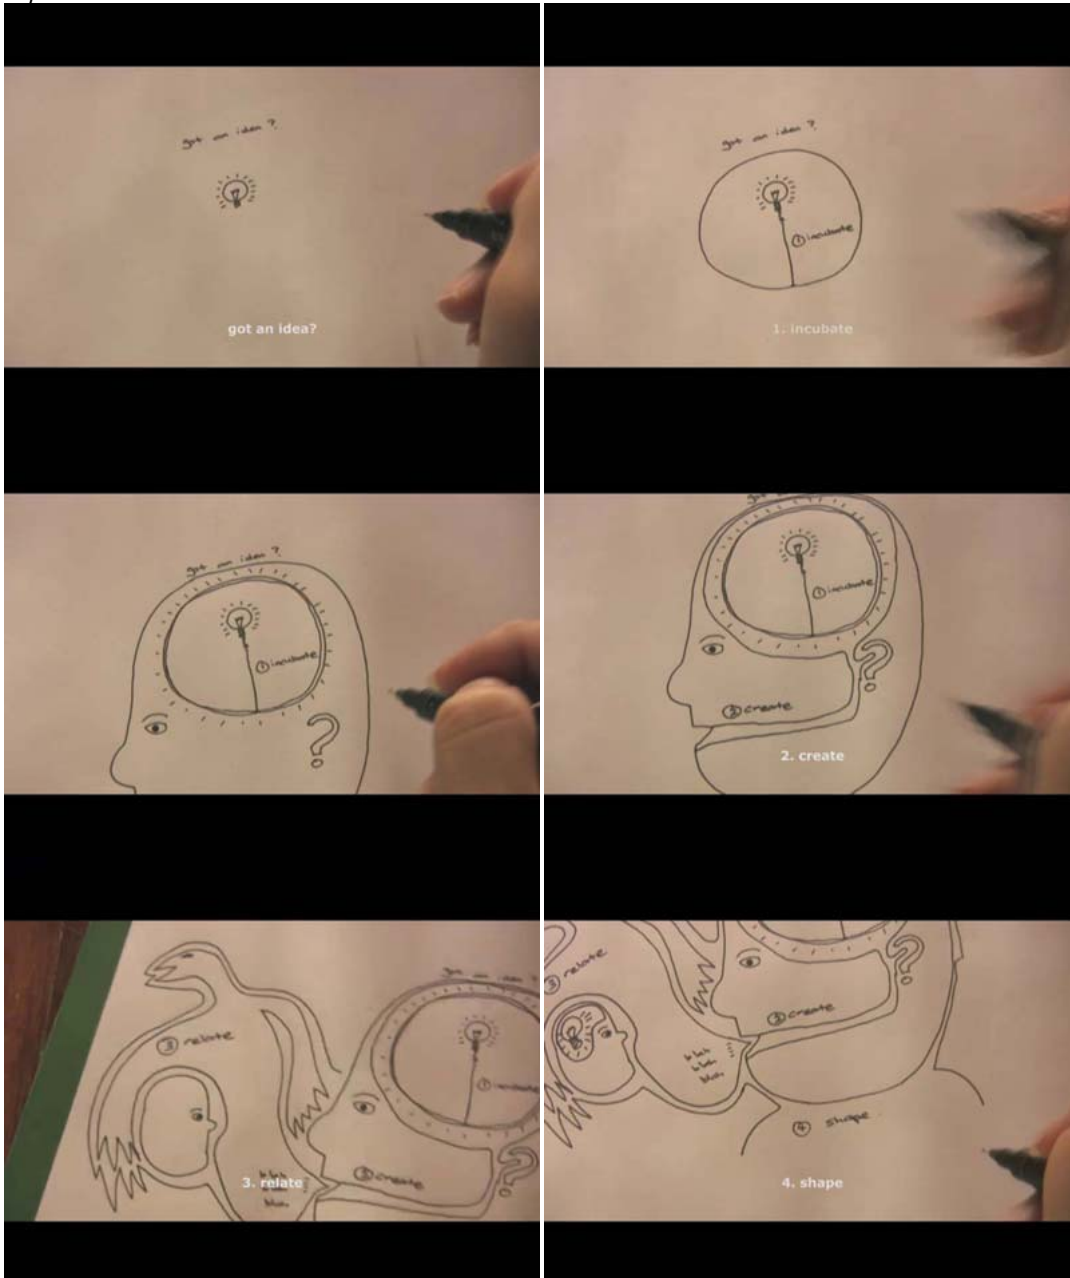 got an idea?
got an idea?
got an idea?
① incubate
1. incubate
got an idea?
① incubate
?
got an
① incubate
?
② create
2. create
got an idea?
③ relate
① incubate
② create
?
blah
blah
3. relate
③ relate
② create
?
blah
blah
blah
④ shape
4. shape